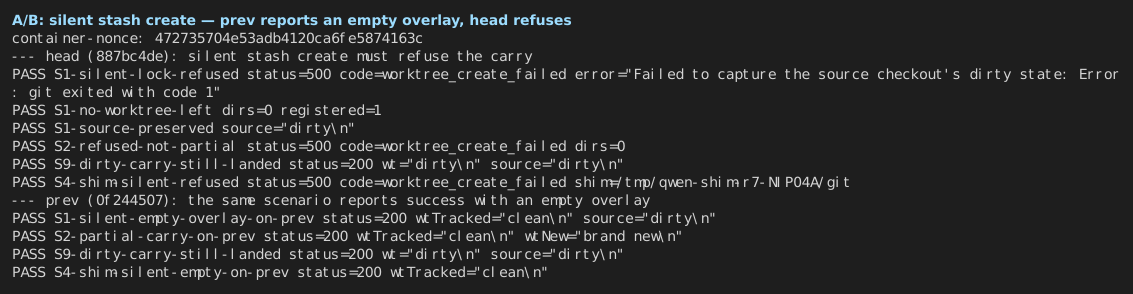 A/B: silent stash create — prev reports an empty overlay, head refuses
container-nonce: 472735704e53adb4120ca6fe5874163c
--- head (887bc4de): silent stash create must refuse the carry
PASS S1-silent-lock-refused status=500 code=worktree_create_failed error="Failed to capture the source checkout's dirty state: Error
: git exited with code 1"
PASS S1-no-worktree-left dirs=0 registered=1
PASS S1-source-preserved source="dirty\n"
PASS S2-refused-not-partial status=500 code=worktree_create_failed dirs=0
PASS S9-dirty-carry-still-landed status=200 wt="dirty\n" source="dirty\n"
PASS S4-shim-silent-refused status=500 code=worktree_create_failed shim=/tmp/qwen-shim-r7-NlP04A/git
--- prev (0f244507): the same scenario reports success with an empty overlay
PASS S1-silent-empty-overlay-on-prev status=200 wtTracked="clean\n" source="dirty\n"
PASS S2-partial-carry-on-prev status=200 wtTracked="clean\n" wtNew="brand new\n"
PASS S9-dirty-carry-still-landed status=200 wt="dirty\n" source="dirty\n"
PASS S4-shim-silent-empty-on-prev status=200 wtTracked="clean\n"